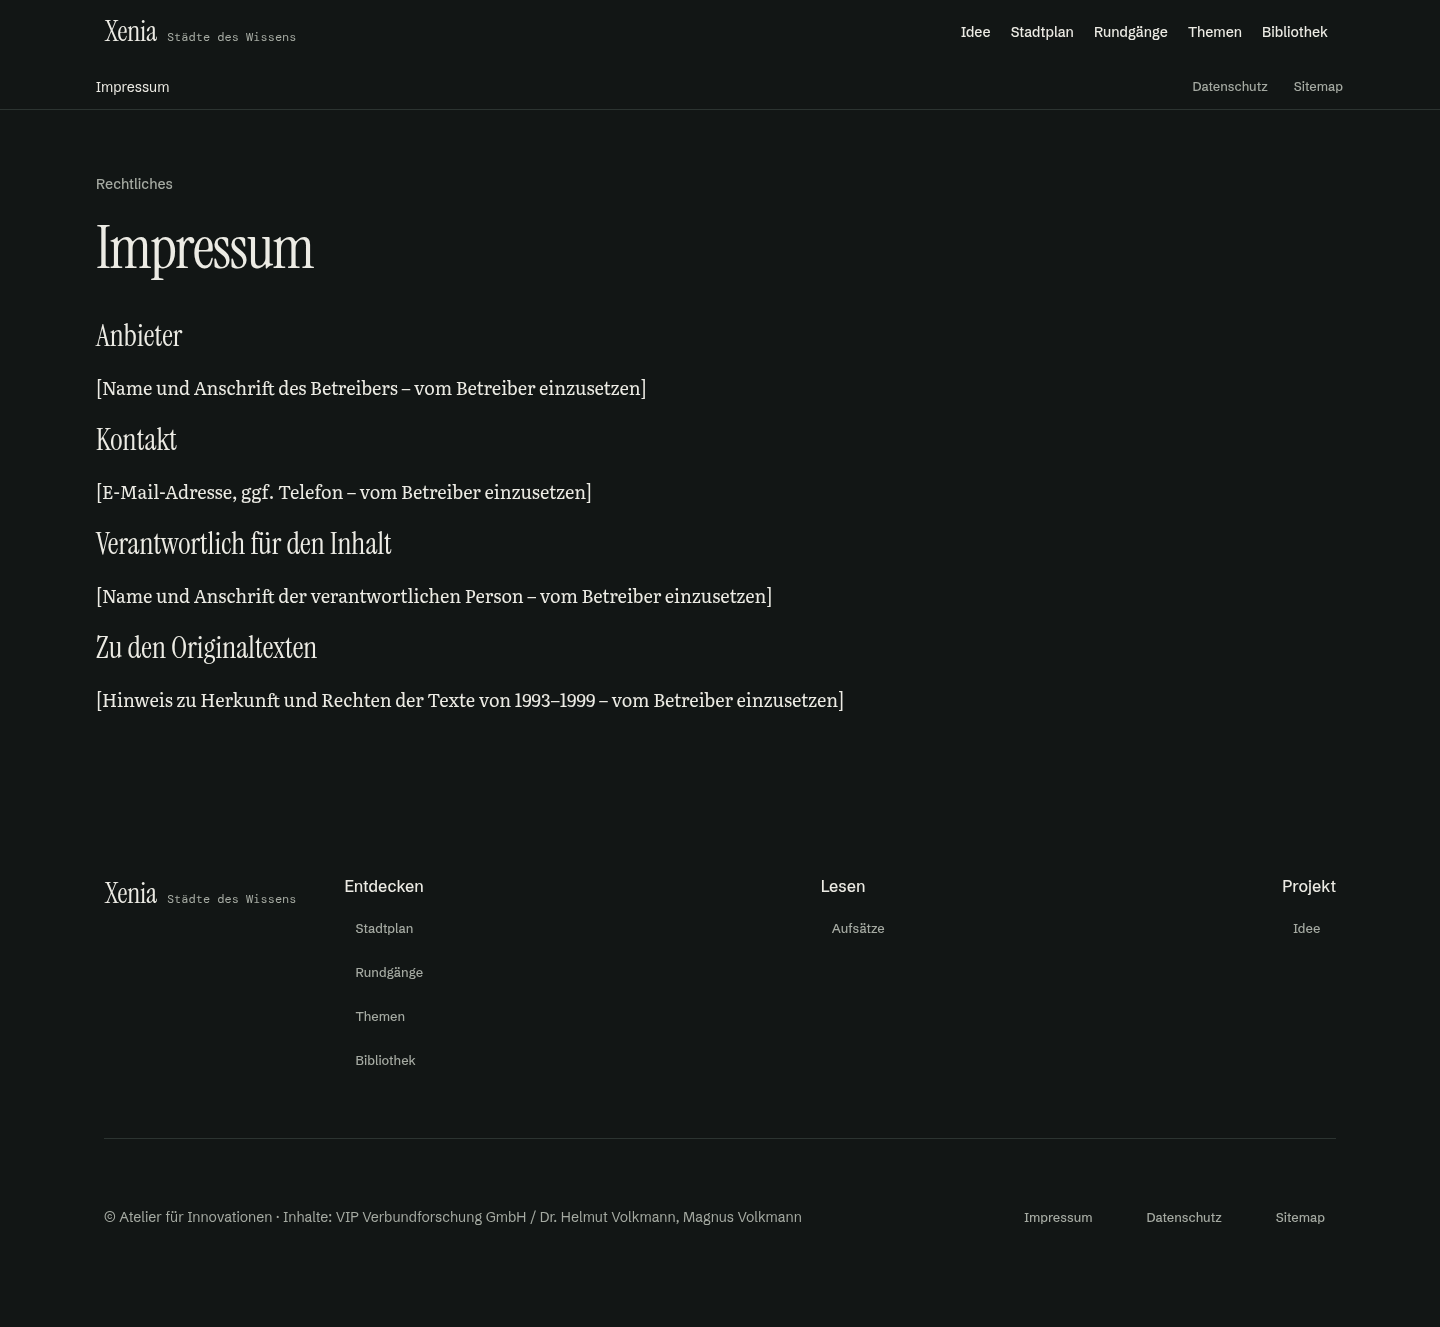 Xenia Städte des Wissens
Idee Stadtplan Rundgänge Themen Bibliothek
Impressum
Datenschutz Sitemap
Rechtliches
Impressum
Anbieter
[Name und Anschrift des Betreibers – vom Betreiber einzusetzen]
Kontakt
[E-Mail-Adresse, ggf. Telefon – vom Betreiber einzusetzen]
Verantwortlich für den Inhalt
[Name und Anschrift der verantwortlichen Person – vom Betreiber einzusetzen]
Zu den Originaltexten
[Hinweis zu Herkunft und Rechten der Texte von 1993–1999 – vom Betreiber einzusetzen]
Xenia Städte des Wissens
Entdecken
Stadtplan
Rundgänge
Themen
Bibliothek
Lesen
Aufsätze
Projekt
Idee
© Atelier für Innovationen · Inhalte: VIP Verbundforschung GmbH / Dr. Helmut Volkmann, Magnus Volkmann
Impressum Datenschutz Sitemap